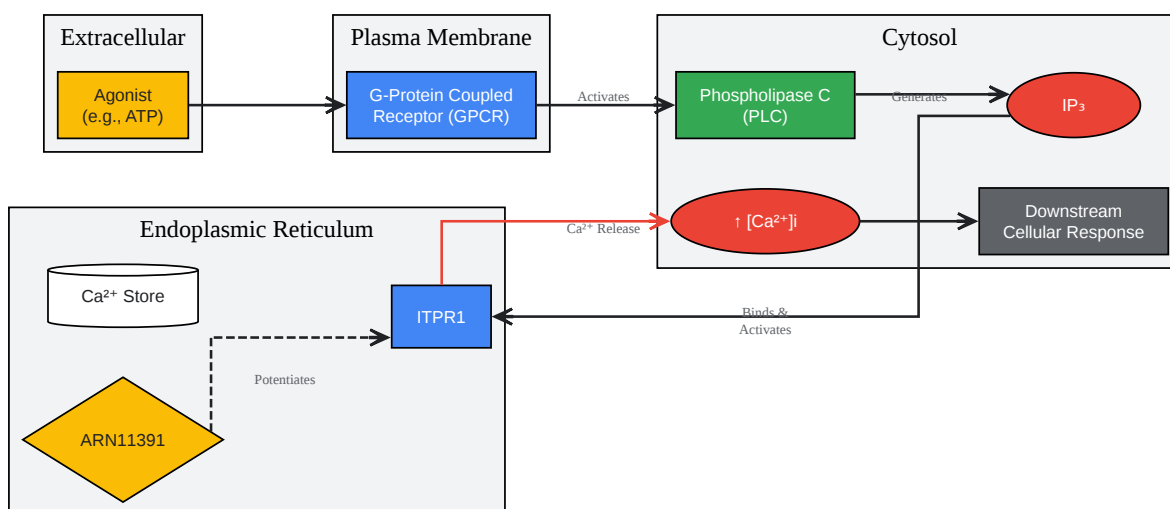 Extracellular
Plasma Membrane
Cytosol
Agonist
(e.g., ATP)
G-Protein Coupled
Receptor (GPCR)
Activates
Phospholipase C
(PLC)
Generates
IP₃
Endoplasmic Reticulum
Ca²⁺ Release
↑ [Ca²⁺]i
Downstream
Cellular Response
Ca²⁺ Store
ITPR1
Binds &
Activates
Potentiates
ARN11391